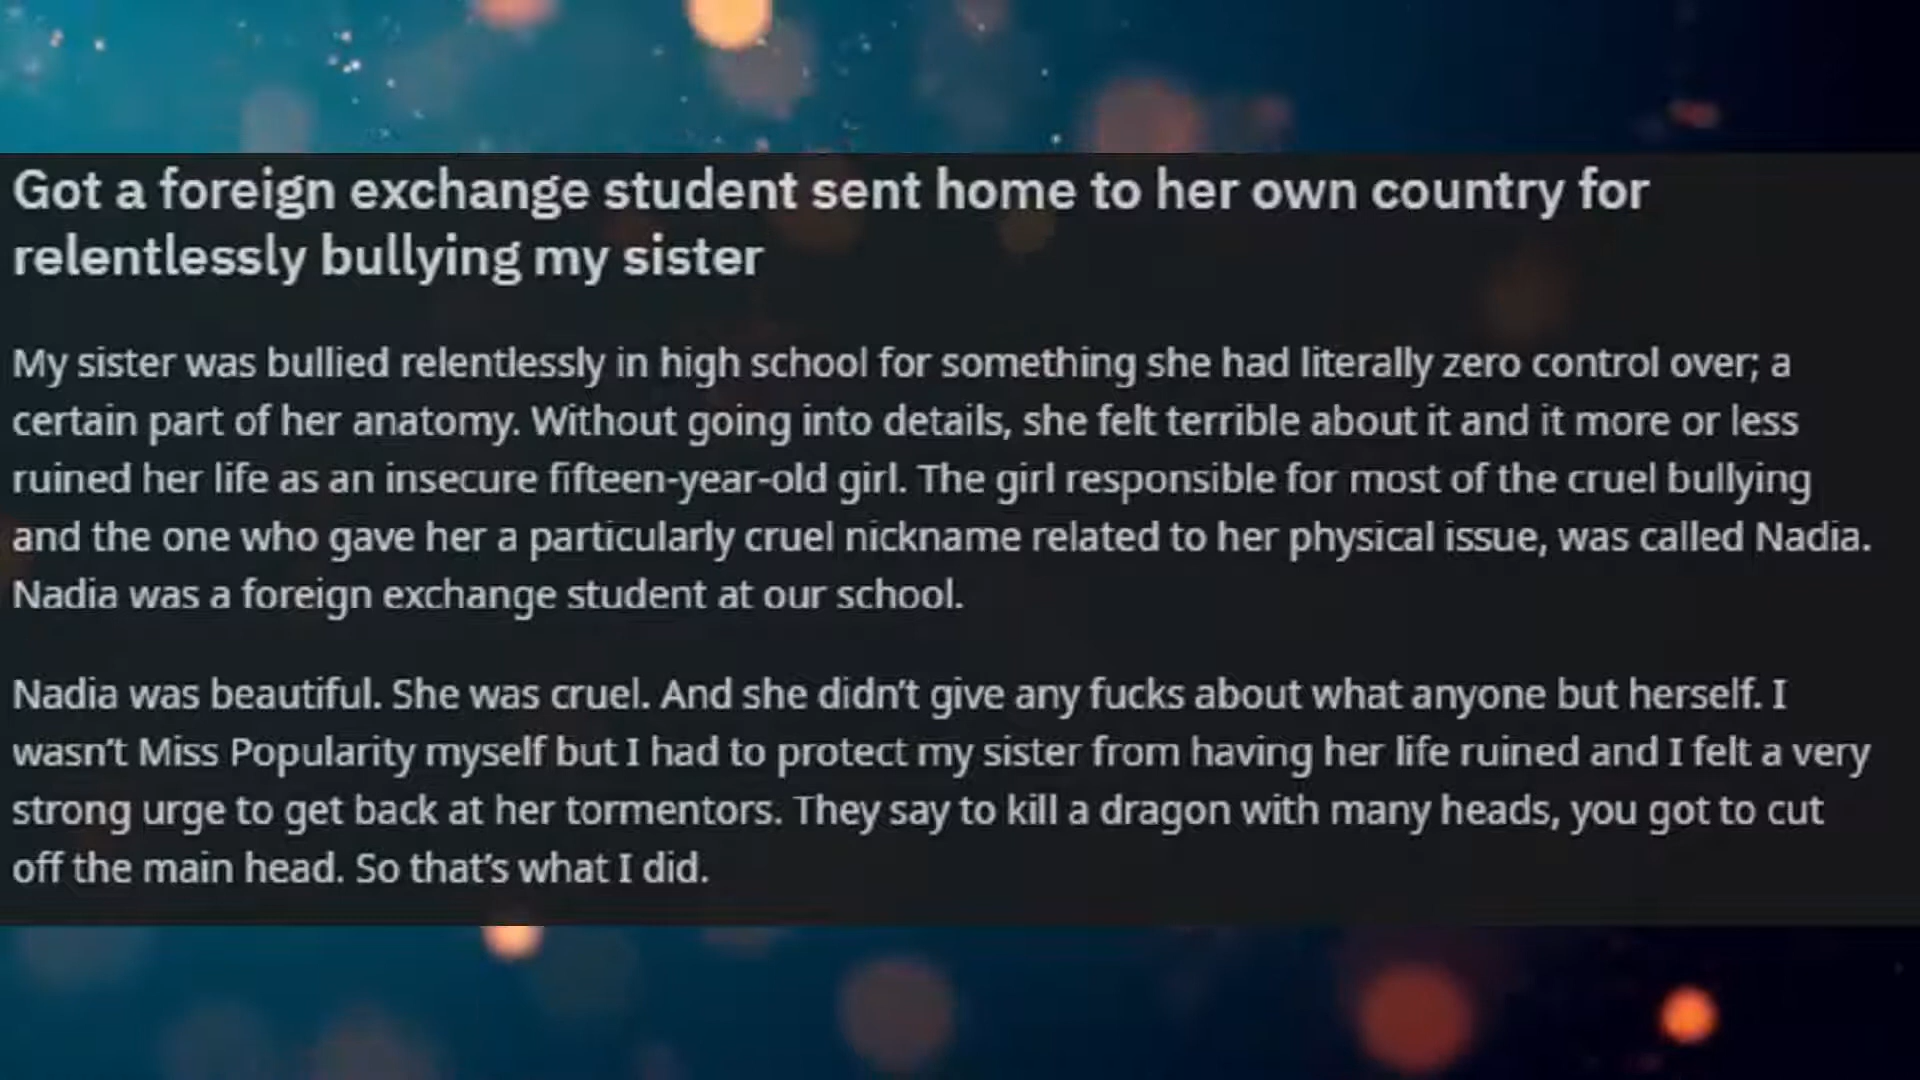 Got a foreign exchange student sent home to her own country for
relentlessly bullying my sister
My sister was bullied relentlessly in high school for something she had literally zero control over; a
certain part of her anatomy. Without going into details, she felt terrible about it and it more or less
ruined her life as an insecure fifteen-year-old girl. The girl responsible for most of the cruel bullying
and the one who gave her a particularly cruel nickname related to her physical issue, was called Nadia.
Nadia was a foreign exchange student at our school.
Nadia was beautiful. She was cruel. And she didn't give any fucks about what anyone but herself. I
wasn't Miss Popularity myself but I had to protect my sister from having her life ruined and I felt a very
strong urge to get back at her tormentors. They say to kill a dragon with many heads, you got to cut
off the main head. So that's what I did.